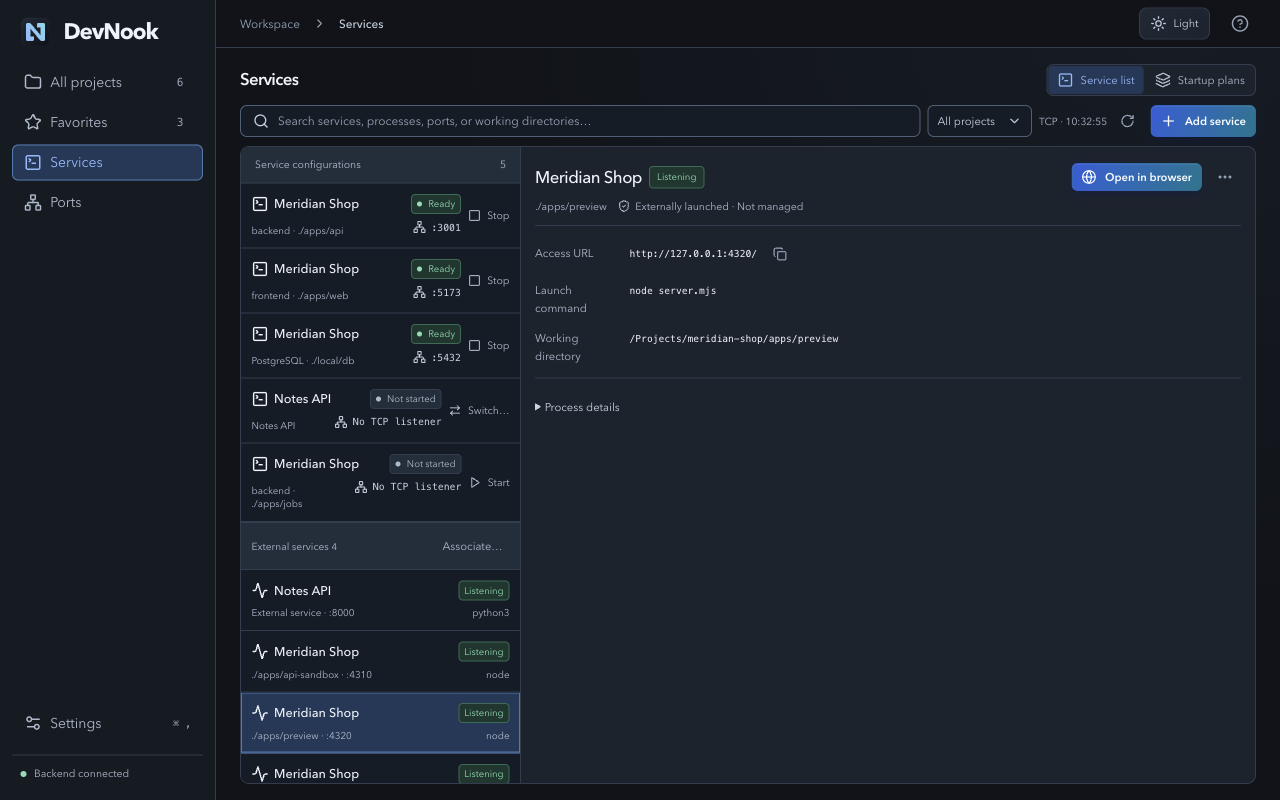 DevNook
All projects 6
Favorites 3
Services
Ports
Settings ⌘ ,
Backend connected
Workspace > Services
Light
Services
Service list
Startup plans
Search services, processes, ports, or working directories…
All projects
TCP · 10:32:55
Add service
Service configurations 5
Meridian Shop Ready
backend · ./apps/api :3001 Stop
Meridian Shop Ready
frontend · ./apps/web :5173 Stop
Meridian Shop Ready
PostgreSQL · ./local/db :5432 Stop
Notes API Not started
Notes API No TCP listener Switch…
Meridian Shop Not started
backend · No TCP listener Start
./apps/jobs
External services 4 Associate…
Notes API Listening
External service · :8000 python3
Meridian Shop Listening
./apps/api-sandbox · :4310 node
Meridian Shop Listening
./apps/preview · :4320 node
Meridian Shop Listening
Meridian Shop Listening
Open in browser
./apps/preview Externally launched · Not managed
Access URL http://127.0.0.1:4320/
Launch command node server.mjs
Working directory /Projects/meridian-shop/apps/preview
Process details